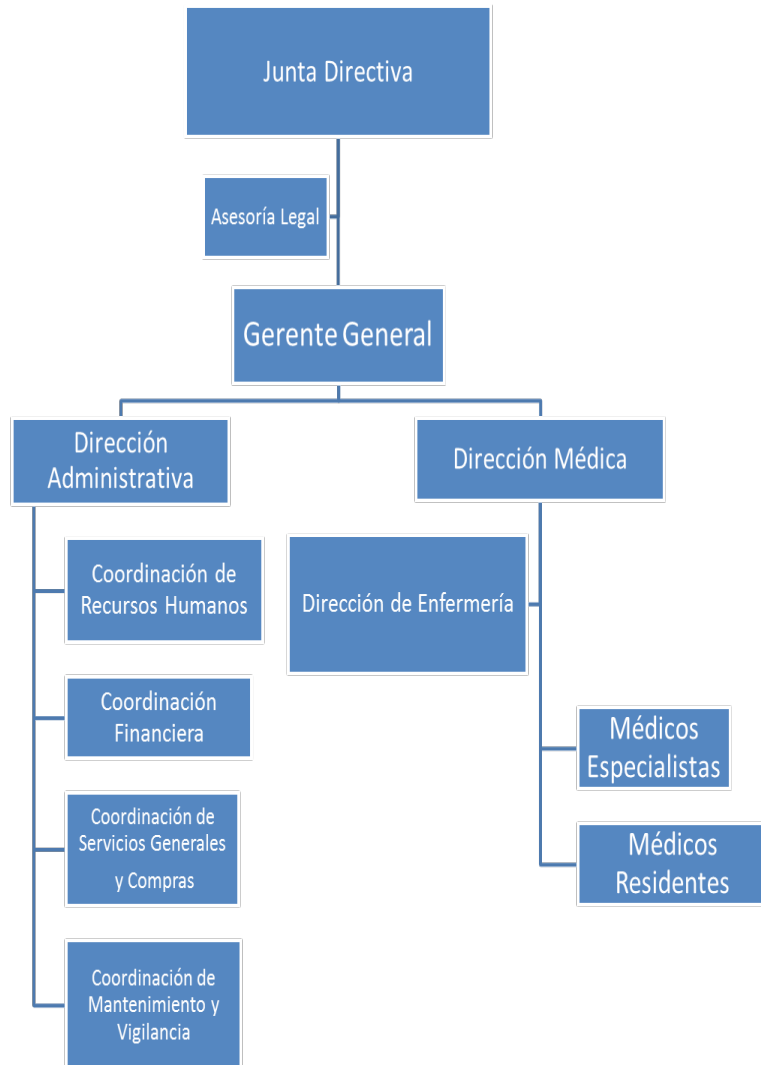 Junta Directiva
Asesoría Legal
Gerente General
Dirección
Administrativa
Dirección Médica
Coordinación de
Recursos Humanos
Dirección de Enfermería
Coordinación
Financiera
Médicos
Especialistas
Coordinación de
Servicios Generales
y Compras
Médicos
Residentes
Coordinación de
Mantenimiento y
Vigilancia